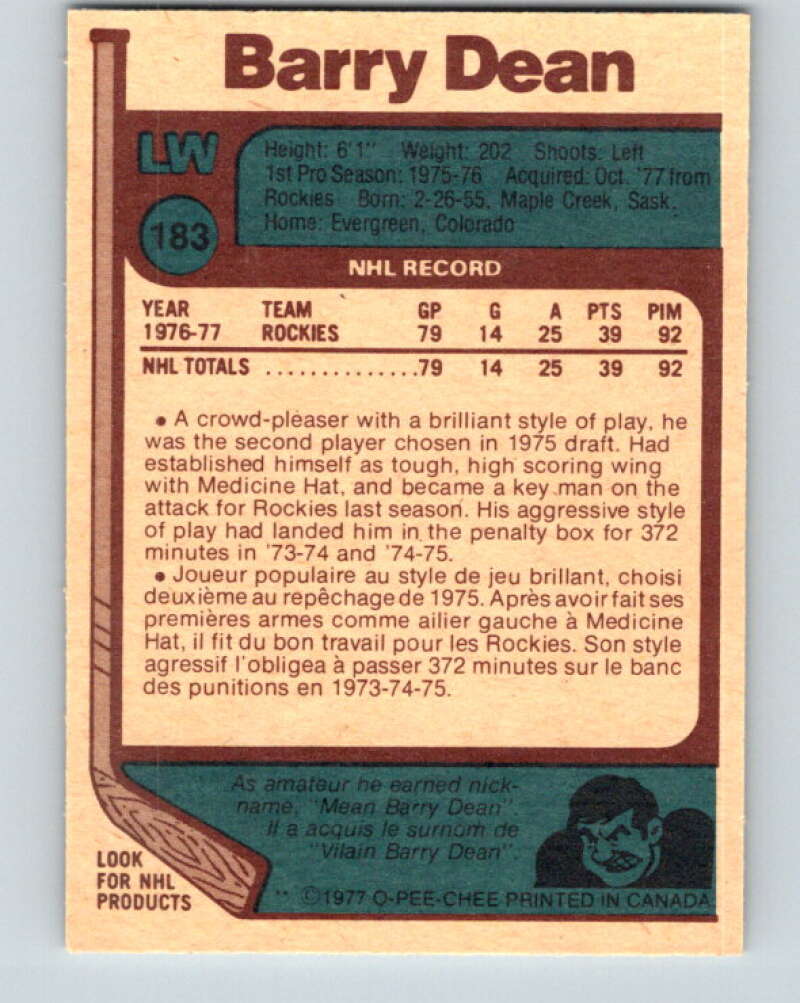 Barry Dean
LW
Height: 6'1" Weight: 202 Shoots: Left
1st Pro Season: 1975-76 Acquired: Oct. '77 from
Rockies Born: 2-26-55, Maple Creek, Sask.
Home: Evergreen, Colorado
183
NHL RECORD
YEAR TEAM GP G A PTS PIM
1976-77 ROCKIES 79 14 25 39 92
NHL TOTALS ..............79 14 25 39 92
• A crowd-pleaser with a brilliant style of play, he
was the second player chosen in 1975 draft. Had
established himself as tough, high scoring wing
with Medicine Hat, and became a key man on the
attack for Rockies last season. His aggressive style
of play had landed him in the penalty box for 372
minutes in '73-74 and '74-75.
• Joueur populaire au style de jeu brillant, choisi
deuxième au repêchage de 1975. Après avoir fait ses
premières armes comme ailier gauche à Medicine
Hat, il fit du bon travail pour les Rockies. Son style
agressif l'obligea à passer 372 minutes sur le banc
des punitions en 1973-74-75.
As amateur he earned nick-
name, "Mean Barry Dean"
Il a acquis le surnom de
"Vilain Barry Dean".
LOOK
FOR NHL
PRODUCTS
** ©1977 O-PEE-CHEE PRINTED IN CANADA